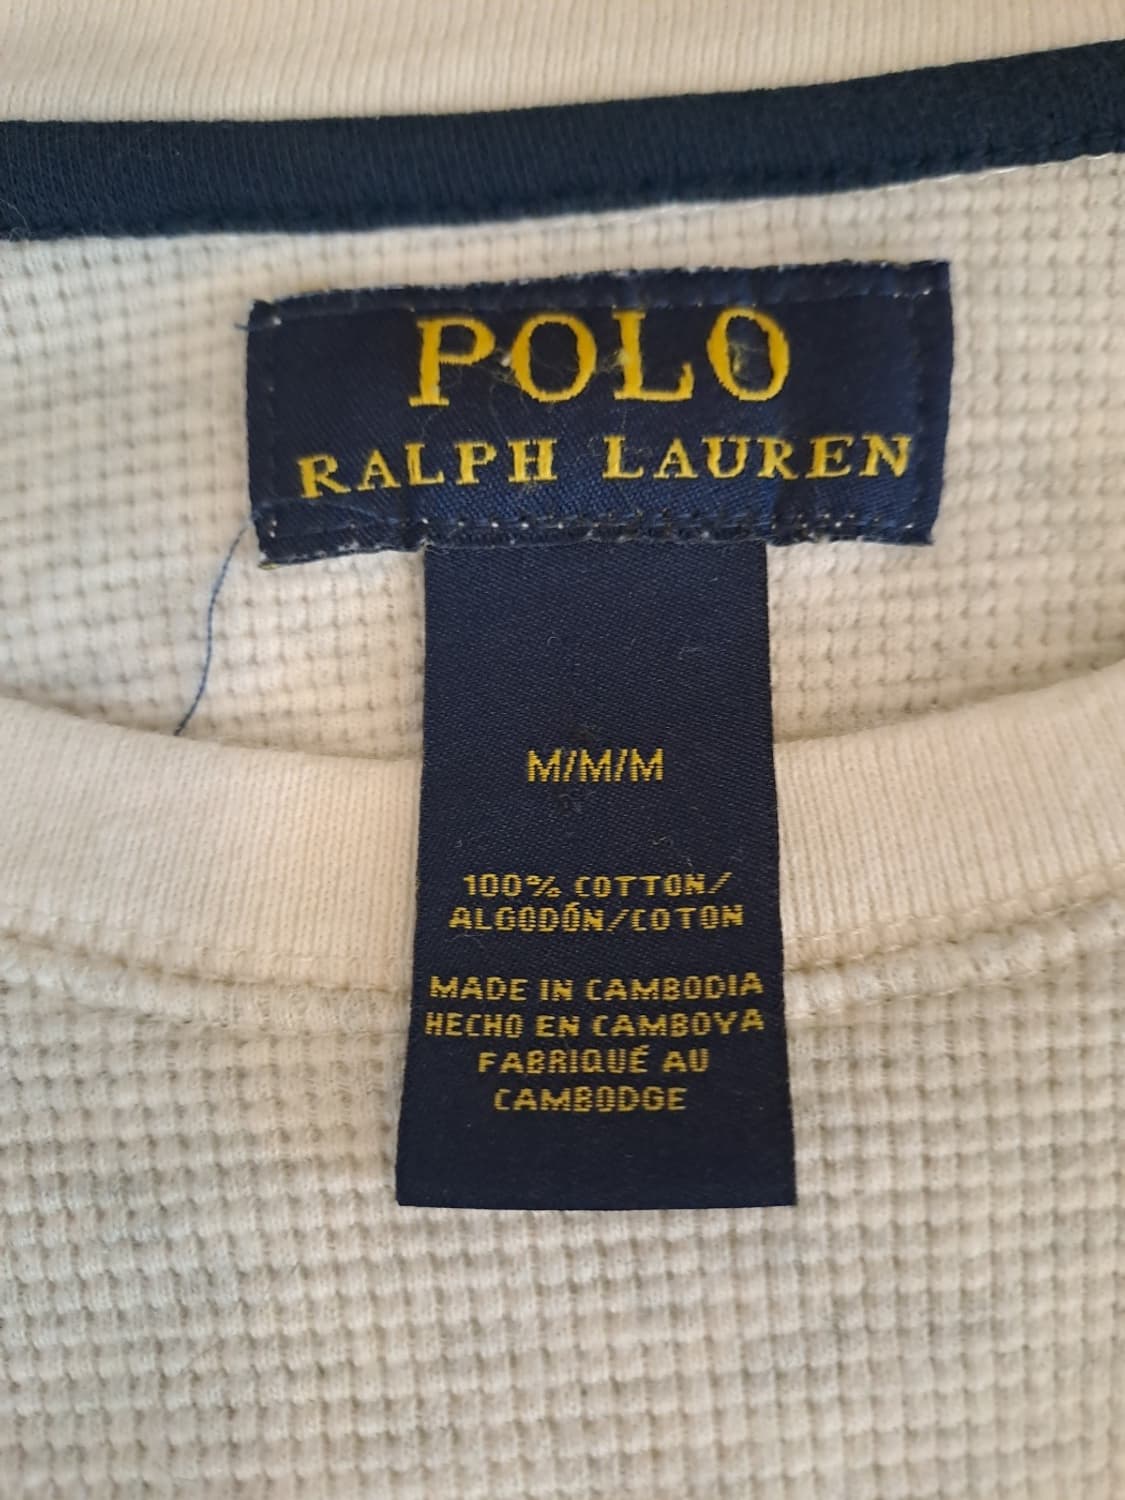 POLO
RALPH LAUREN
M/M/M
100% COTTON/
ALGODÓN/COTON
MADE IN CAMBODIA
HECHO EN CAMBOYA
FABRIQUÉ AU
CAMBODGE